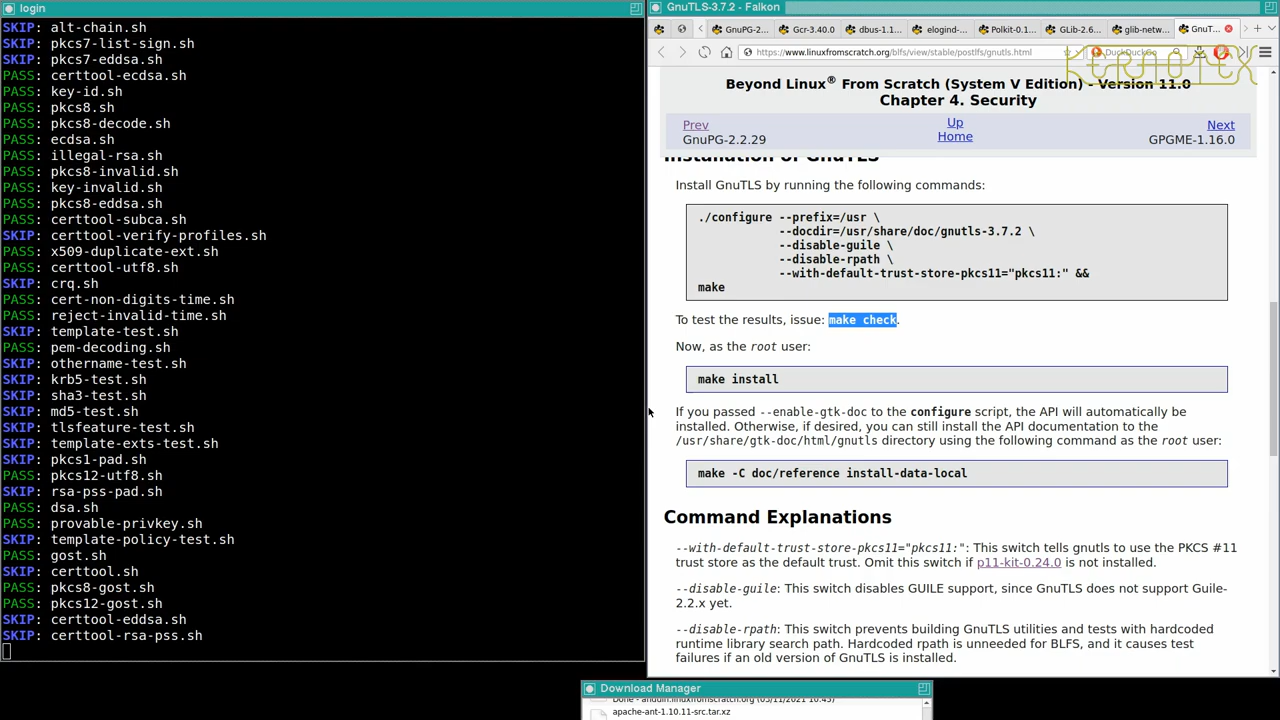 login
SKIP: alt-chain.sh
SKIP: pkcs7-list-sign.sh
SKIP: pkcs7-eddsa.sh
PASS: certtool-ecdsa.sh
PASS: key-id.sh
PASS: pkcs8.sh
PASS: pkcs8-decode.sh
PASS: ecdsa.sh
PASS: illegal-rsa.sh
PASS: pkcs8-invalid.sh
PASS: key-invalid.sh
PASS: pkcs8-eddsa.sh
PASS: certtool-subca.sh
SKIP: certtool-verify-profiles.sh
PASS: x509-duplicate-ext.sh
PASS: certtool-utf8.sh
SKIP: crq.sh
PASS: cert-non-digits-time.sh
PASS: reject-invalid-time.sh
SKIP: template-test.sh
PASS: pem-decoding.sh
SKIP: othername-test.sh
SKIP: krb5-test.sh
SKIP: sha3-test.sh
SKIP: md5-test.sh
SKIP: tlsfeature-test.sh
SKIP: template-exts-test.sh
SKIP: pkcs1-pad.sh
PASS: pkcs12-utf8.sh
SKIP: rsa-pss-pad.sh
PASS: dsa.sh
PASS: provable-privkey.sh
SKIP: template-policy-test.sh
PASS: gost.sh
SKIP: certtool.sh
PASS: pkcs8-gost.sh
PASS: pkcs12-gost.sh
SKIP: certtool-eddsa.sh
SKIP: certtool-rsa-pss.sh
GnuTLS-3.7.2 - Falkon
GnuPG-2... Gcr-3.40.0 dbus-1.1... elogind-... Polkit-0.1... GLib-2.6... glib-netw... GnuT...
https://www.linuxfromscratch.org/blfs/view/stable/postlfs/gnutls.html DuckDuckGo
KERNOTEX
Beyond Linux® From Scratch (System V Edition) - Version 11.0
Chapter 4. Security
Prev Up Next
GnuPG-2.2.29 Home GPGME-1.16.0
Installation of GnuTLS
Install GnuTLS by running the following commands:
./configure --prefix=/usr \
--docdir=/usr/share/doc/gnutls-3.7.2 \
--disable-guile \
--disable-rpath \
--with-default-trust-store-pkcs11="pkcs11:" &&
make
To test the results, issue: make check.
Now, as the root user:
make install
If you passed --enable-gtk-doc to the configure script, the API will automatically be
installed. Otherwise, if desired, you can still install the API documentation to the
/usr/share/gtk-doc/html/gnutls directory using the following command as the root user:
make -C doc/reference install-data-local
Command Explanations
--with-default-trust-store-pkcs11="pkcs11:": This switch tells gnutls to use the PKCS #11
trust store as the default trust. Omit this switch if p11-kit-0.24.0 is not installed.
--disable-guile: This switch disables GUILE support, since GnuTLS does not support Guile-
2.2.x yet.
--disable-rpath: This switch prevents building GnuTLS utilities and tests with hardcoded
runtime library search path. Hardcoded rpath is unneeded for BLFS, and it causes test
failures if an old version of GnuTLS is installed.
Download Manager
Done - anduin.linuxfromscratch.org (05/11/2021 10:45)
apache-ant-1.10.11-src.tar.xz